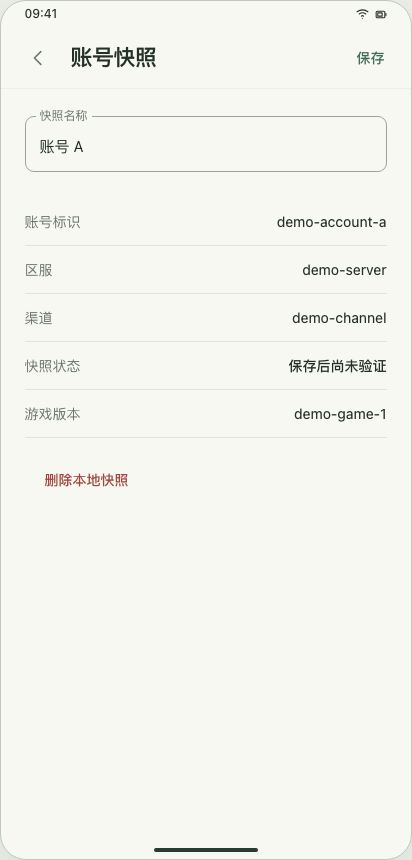 09:41
账号快照
保存
快照名称
账号 A
账号标识 demo-account-a
区服 demo-server
渠道 demo-channel
快照状态 保存后尚未验证
游戏版本 demo-game-1
删除本地快照